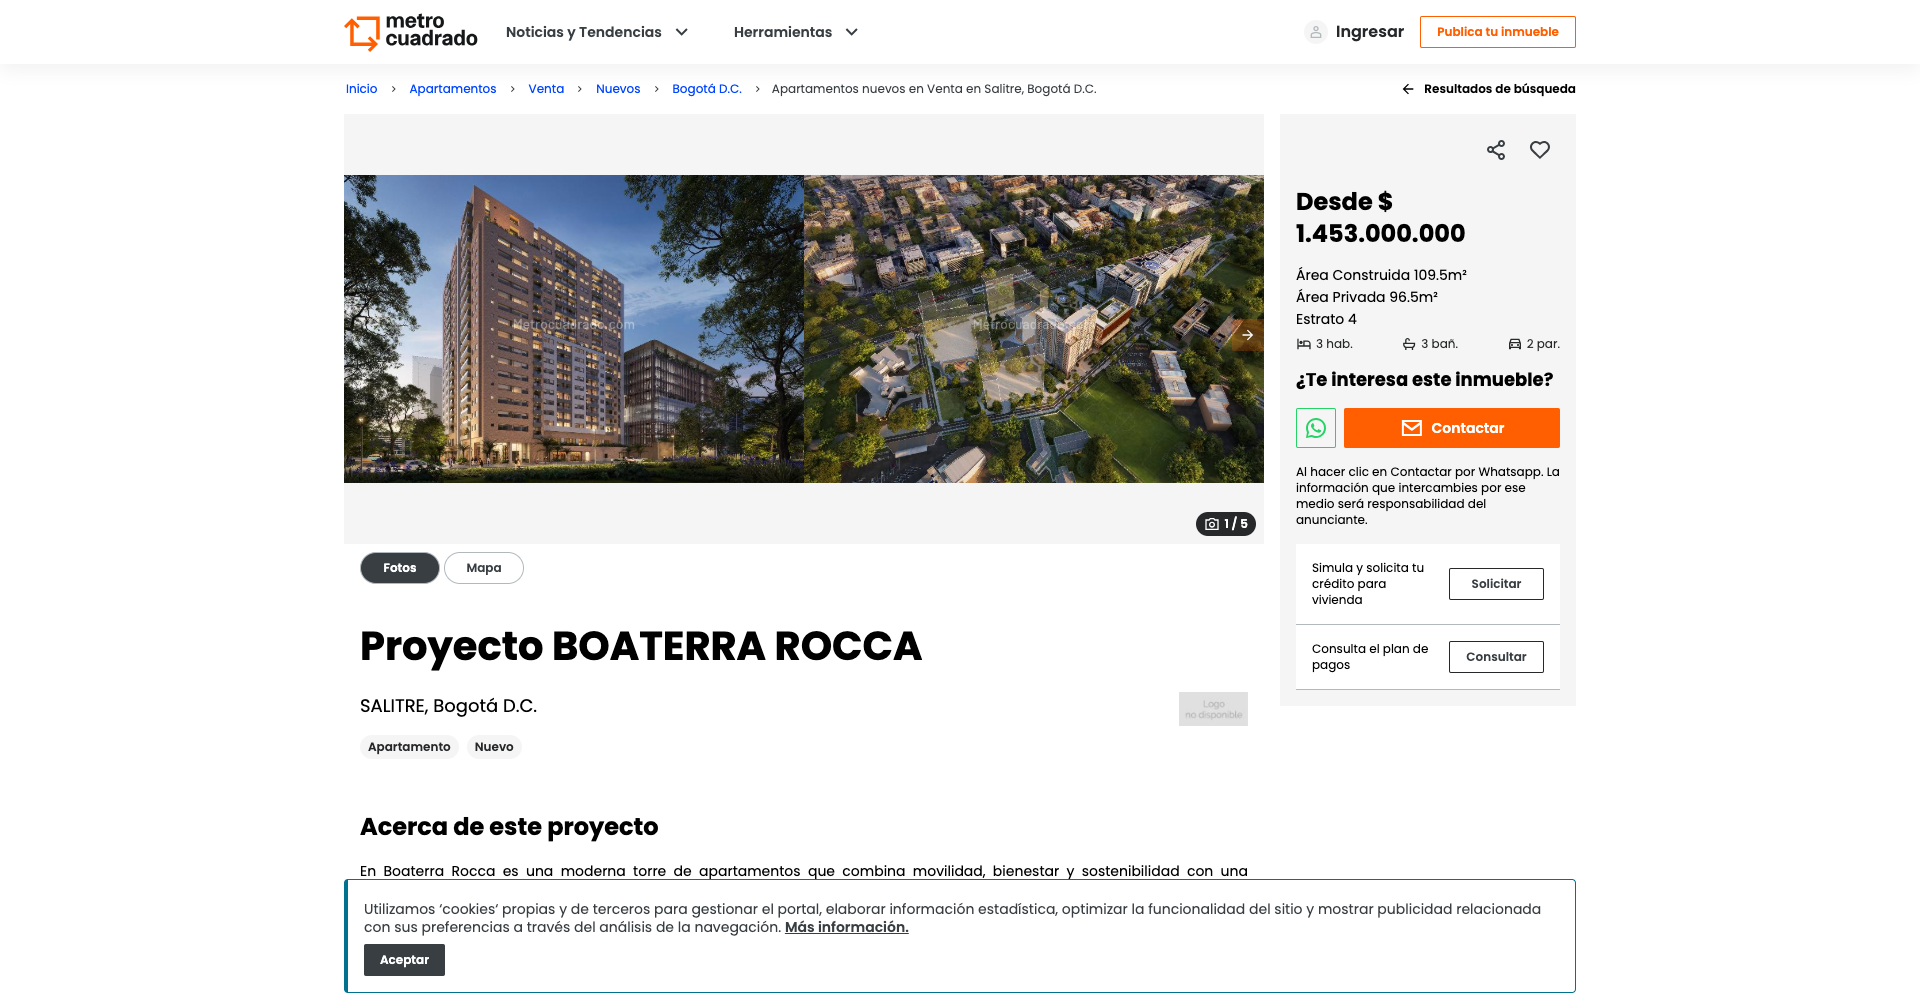 metro
cuadrado
Noticias y Tendencias
Herramientas
Ingresar
Publica tu inmueble
Inicio > Apartamentos > Venta > Nuevos > Bogotá D.C. > Apartamentos nuevos en Venta en Salitre, Bogotá D.C.
Resultados de búsqueda
Metrocuadrado.com
Metrocuadrado.com
1 / 5
Desde $
1.453.000.000
Área Construida 109.5m²
Área Privada 96.5m²
Estrato 4
3 hab. 3 bañ. 2 par.
¿Te interesa este inmueble?
Contactar
Al hacer clic en Contactar por Whatsapp. La
información que intercambies por ese
medio será responsabilidad del
anunciante.
Simula y solicita tu
crédito para
vivienda
Solicitar
Consulta el plan de
pagos
Consultar
Fotos
Mapa
Proyecto BOATERRA ROCCA
SALITRE, Bogotá D.C.
Logo
no disponible
Apartamento
Nuevo
Acerca de este proyecto
En Boaterra Rocca es una moderna torre de apartamentos que combina movilidad, bienestar y sostenibilidad con una
Utilizamos ‘cookies‘ propias y de terceros para gestionar el portal, elaborar información estadística, optimizar la funcionalidad del sitio y mostrar publicidad relacionada
con sus preferencias a través del análisis de la navegación. Más información.
Aceptar